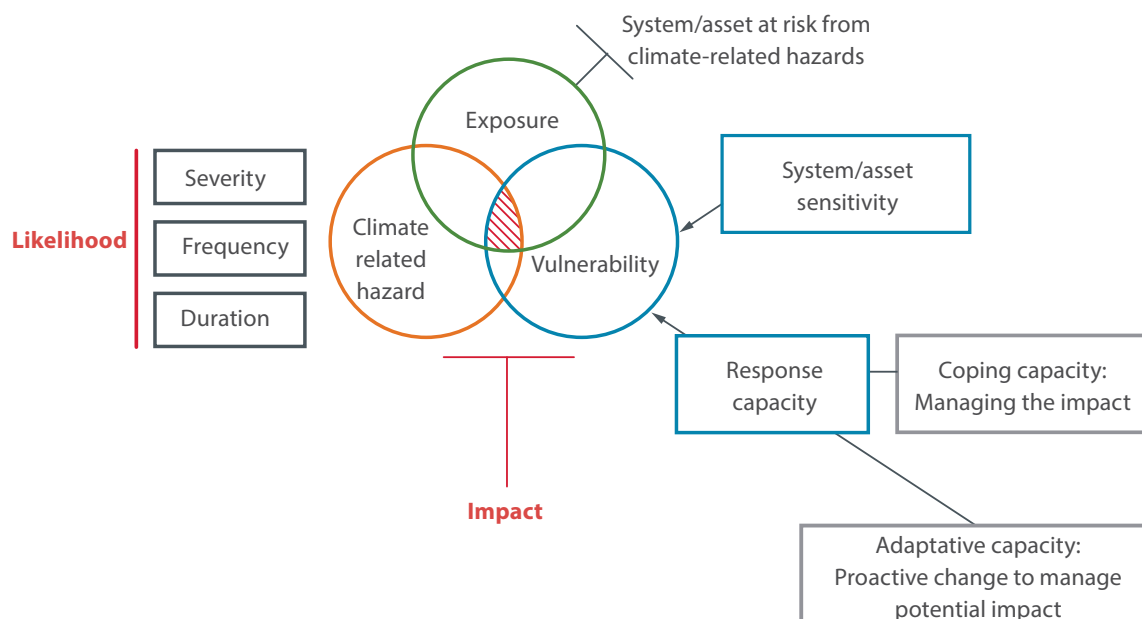 System/asset at risk from
climate-related hazards
Exposure
System/asset
sensitivity
Severity
Likelihood
Frequency
Duration
Climate
related
hazard
Vulnerability
Response
capacity
Coping capacity:
Managing the impact
Impact
Adaptative capacity:
Proactive change to manage
potential impact